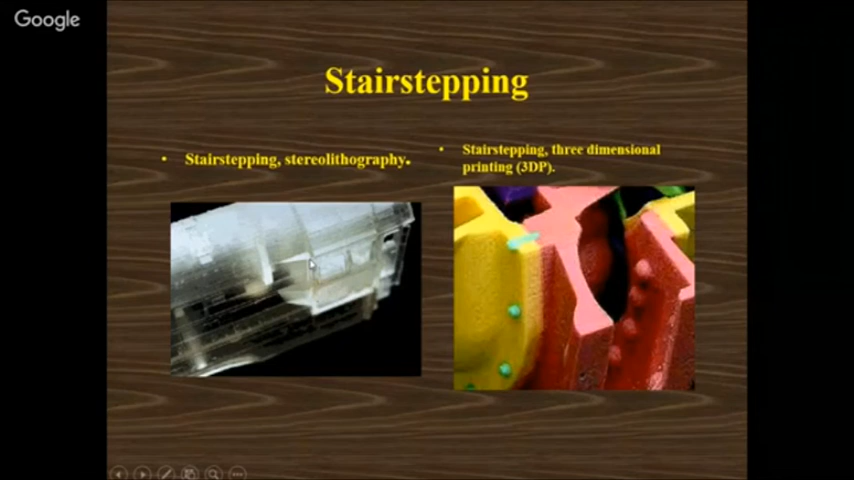 Google
Stairstepping
• Stairstepping, stereolithography.
• Stairstepping, three dimensional
printing (3DP).